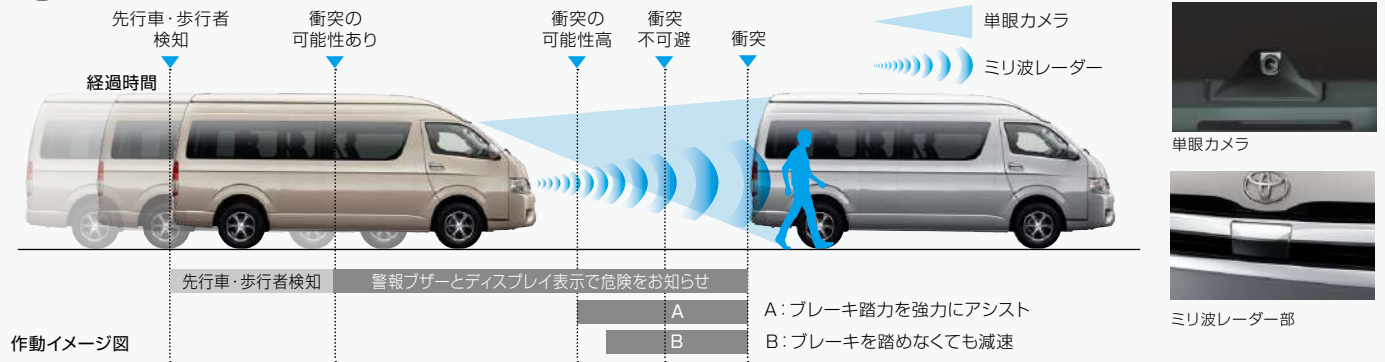 先行車・歩行者
検知
衝突の
可能性あり
衝突の
可能性高
衝突
不可避
衝突
単眼カメラ
ミリ波レーダー
経過時間
単眼カメラ
先行車・歩行者検知
警報ブザーとディスプレイ表示で危険をお知らせ
A
A：ブレーキ踏力を強力にアシスト
B
B：ブレーキを踏めなくても減速
作動イメージ図
ミリ波レーダー部